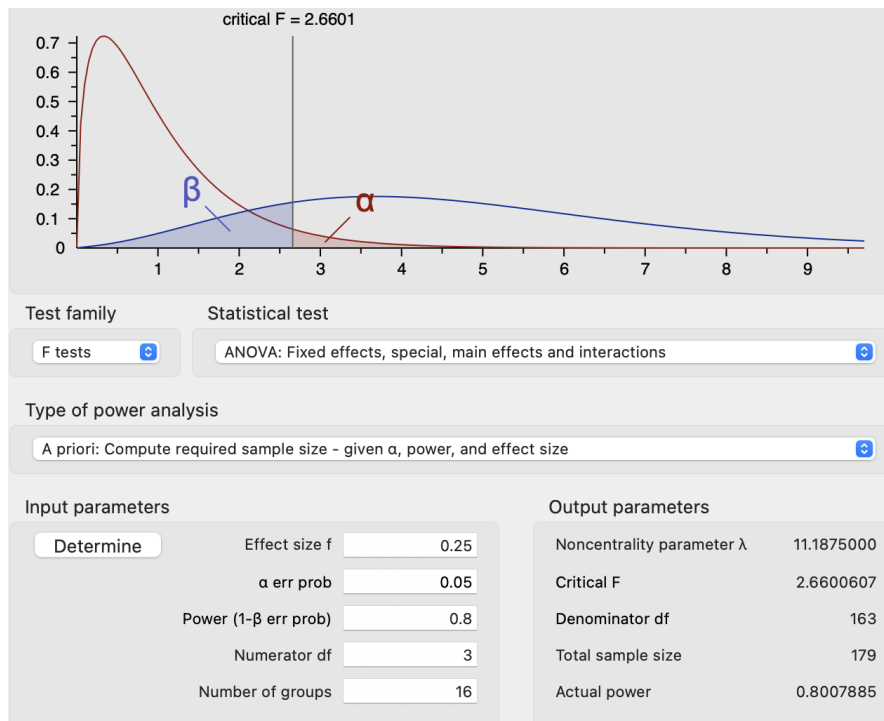 critical F = 2.6601
0.7
0.6
0.5
0.4
0.3
0.2
0.1
0
β
α
1 2 3 4 5 6 7 8 9
Test family
Statistical test
F tests
ANOVA: Fixed effects, special, main effects and interactions
Type of power analysis
A priori: Compute required sample size - given α, power, and effect size
Input parameters
Output parameters
Determine
Effect size f 0.25
α err prob 0.05
Power (1-β err prob) 0.8
Numerator df 3
Number of groups 16
Noncentrality parameter λ 11.1875000
Critical F 2.6600607
Denominator df 163
Total sample size 179
Actual power 0.8007885